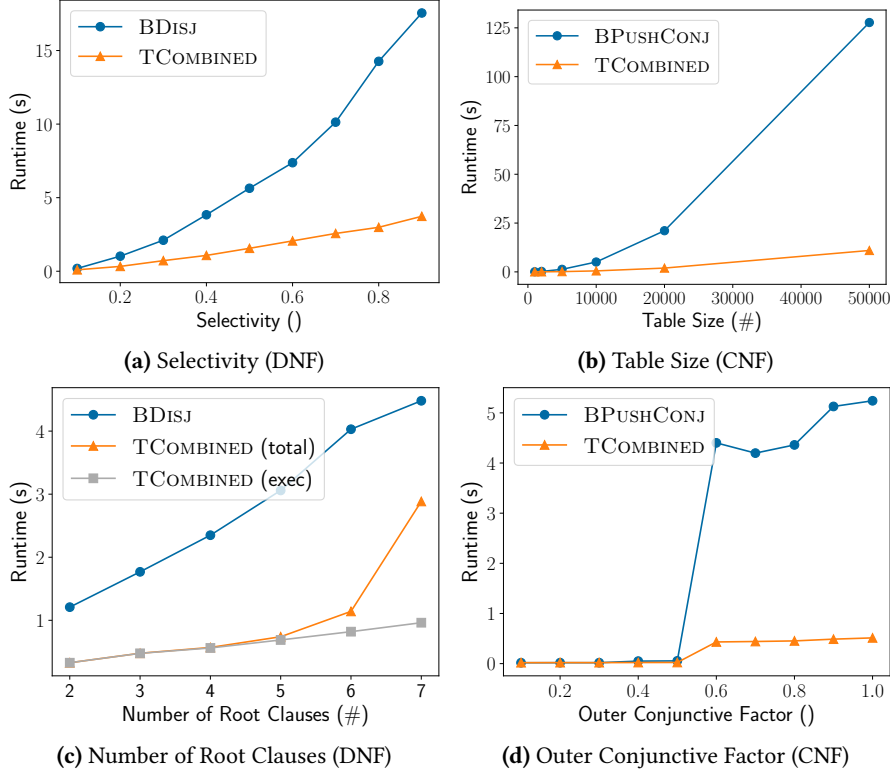 BDISJ
TCOMBINED
15
10
5
0
Runtime (s)
0.2
0.4
0.6
0.8
Selectivity ()
(a) Selectivity (DNF)
BPUSHCONJ
TCOMBINED
125
100
75
50
25
0
Runtime (s)
0
10000
20000
30000
40000
50000
Table Size (#)
(b) Table Size (CNF)
BDISJ
TCOMBINED (total)
TCOMBINED (exec)
4
3
2
1
Runtime (s)
2
3
4
5
6
7
Number of Root Clauses (#)
(c) Number of Root Clauses (DNF)
BPUSHCONJ
TCOMBINED
5
4
3
2
1
0
Runtime (s)
0.2
0.4
0.6
0.8
1.0
Outer Conjunctive Factor ()
(d) Outer Conjunctive Factor (CNF)